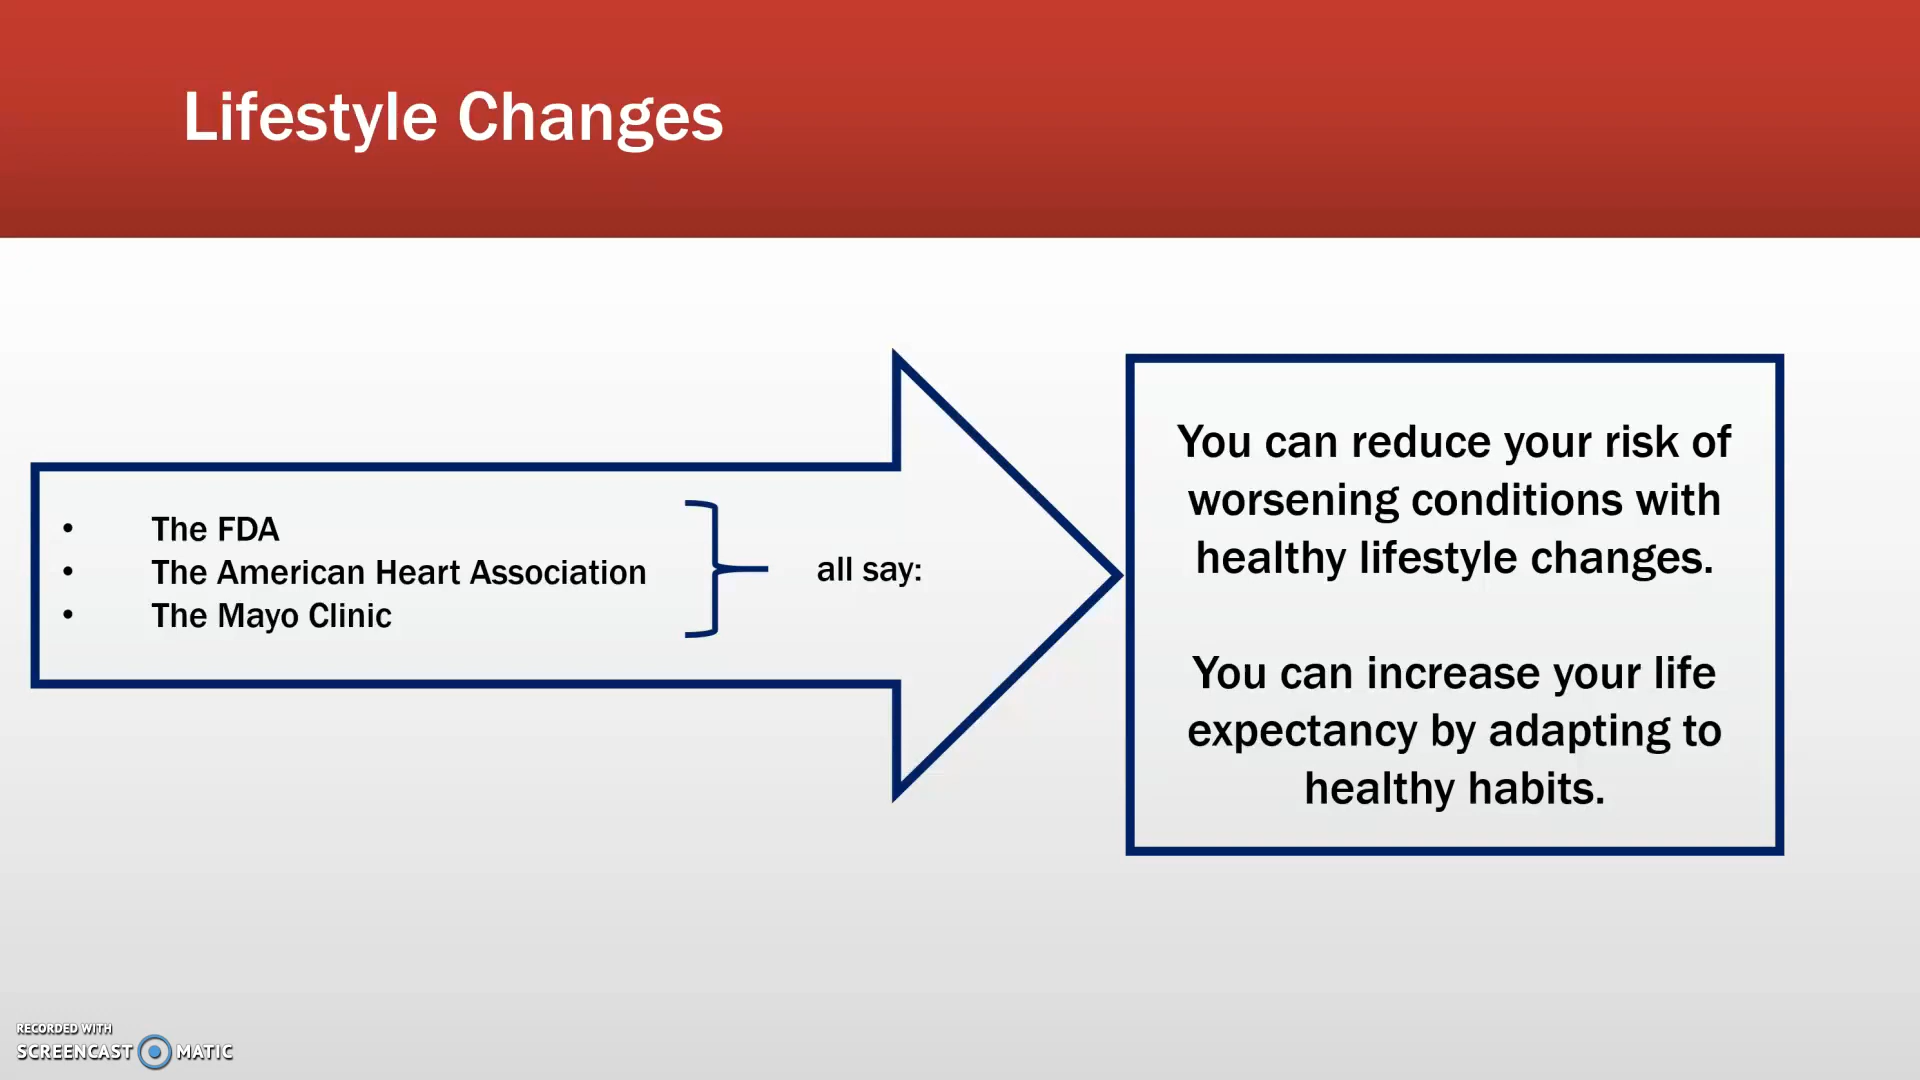 Lifestyle Changes
• The FDA
• The American Heart Association
• The Mayo Clinic
all say:
You can reduce your risk of
worsening conditions with
healthy lifestyle changes.
You can increase your life
expectancy by adapting to
healthy habits.
RECORDED WITH
SCREENCAST MATIC